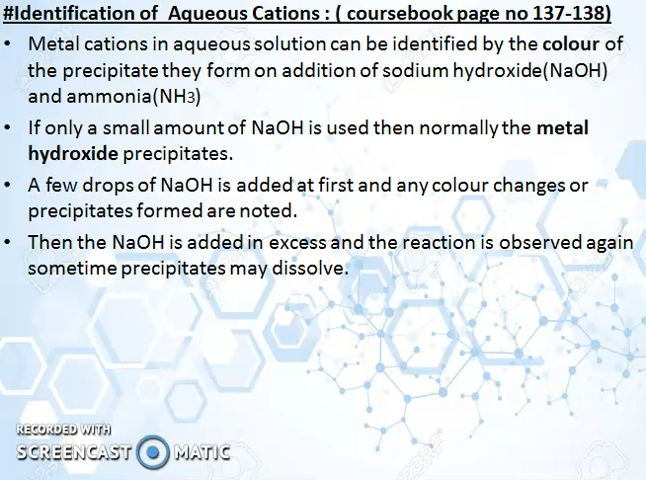 #Identification of Aqueous Cations : ( coursebook page no 137-138)
• Metal cations in aqueous solution can be identified by the colour of
the precipitate they form on addition of sodium hydroxide(NaOH)
and ammonia(NH3)
• If only a small amount of NaOH is used then normally the metal
hydroxide precipitates.
• A few drops of NaOH is added at first and any colour changes or
precipitates formed are noted.
• Then the NaOH is added in excess and the reaction is observed again
sometime precipitates may dissolve.
RECORDED WITH
SCREENCAST MATIC